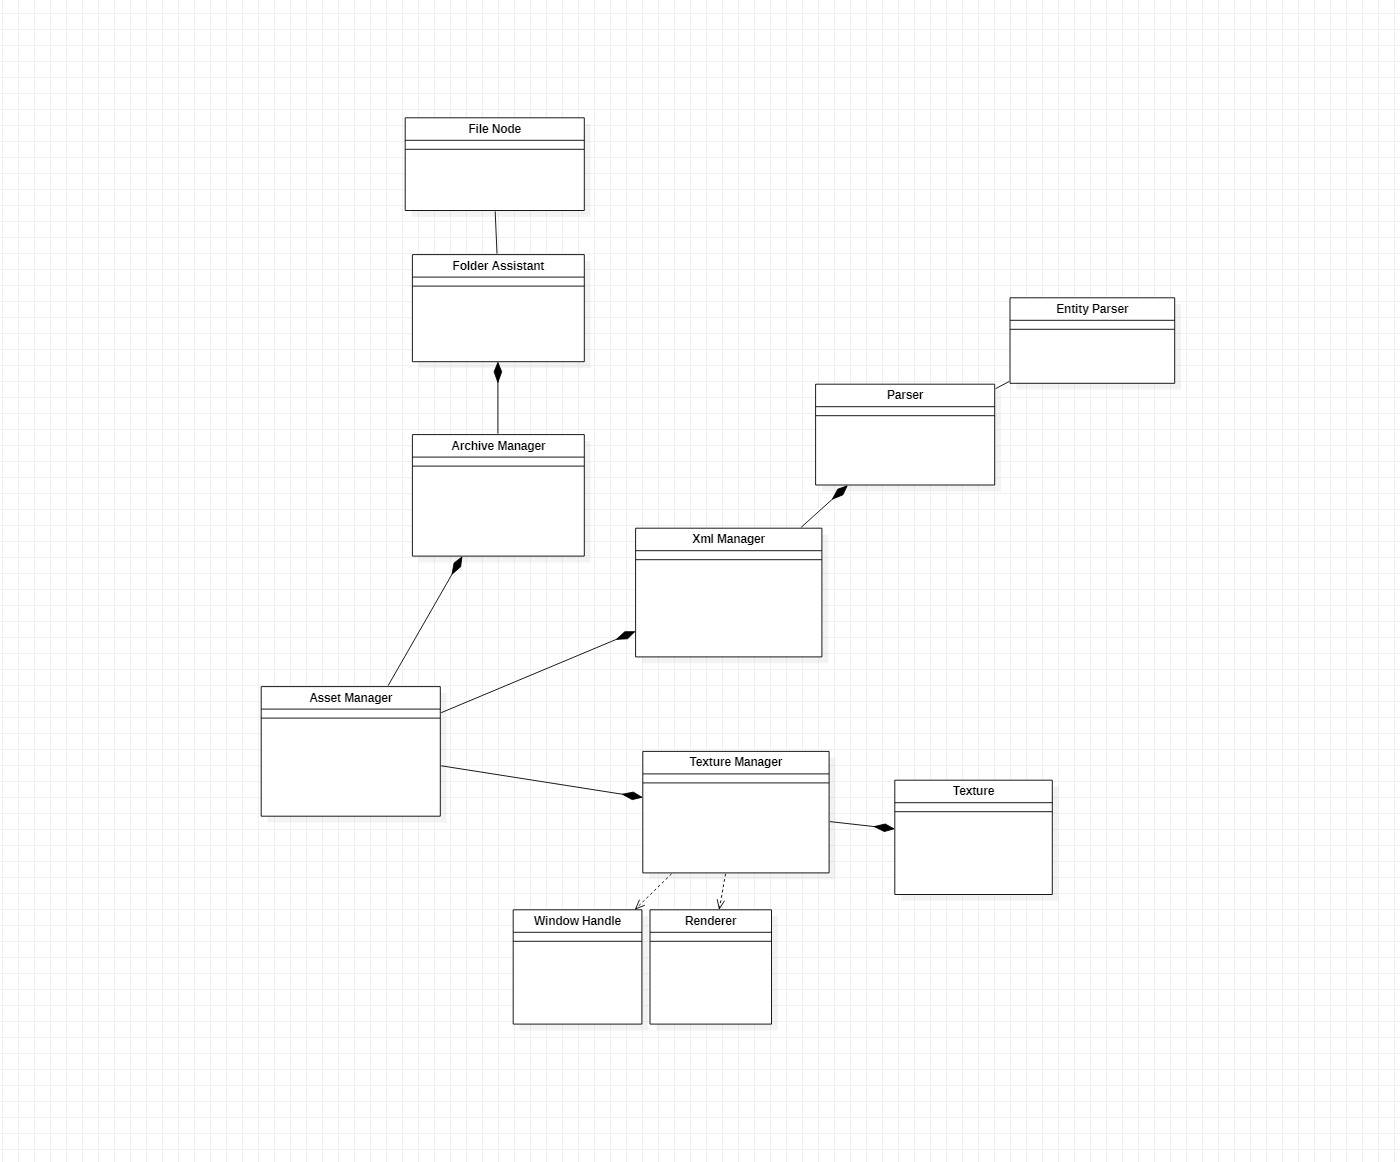 File Node
Folder Assistant
Entity Parser
Parser
Archive Manager
Xml Manager
Asset Manager
Texture Manager
Texture
Window Handle
Renderer